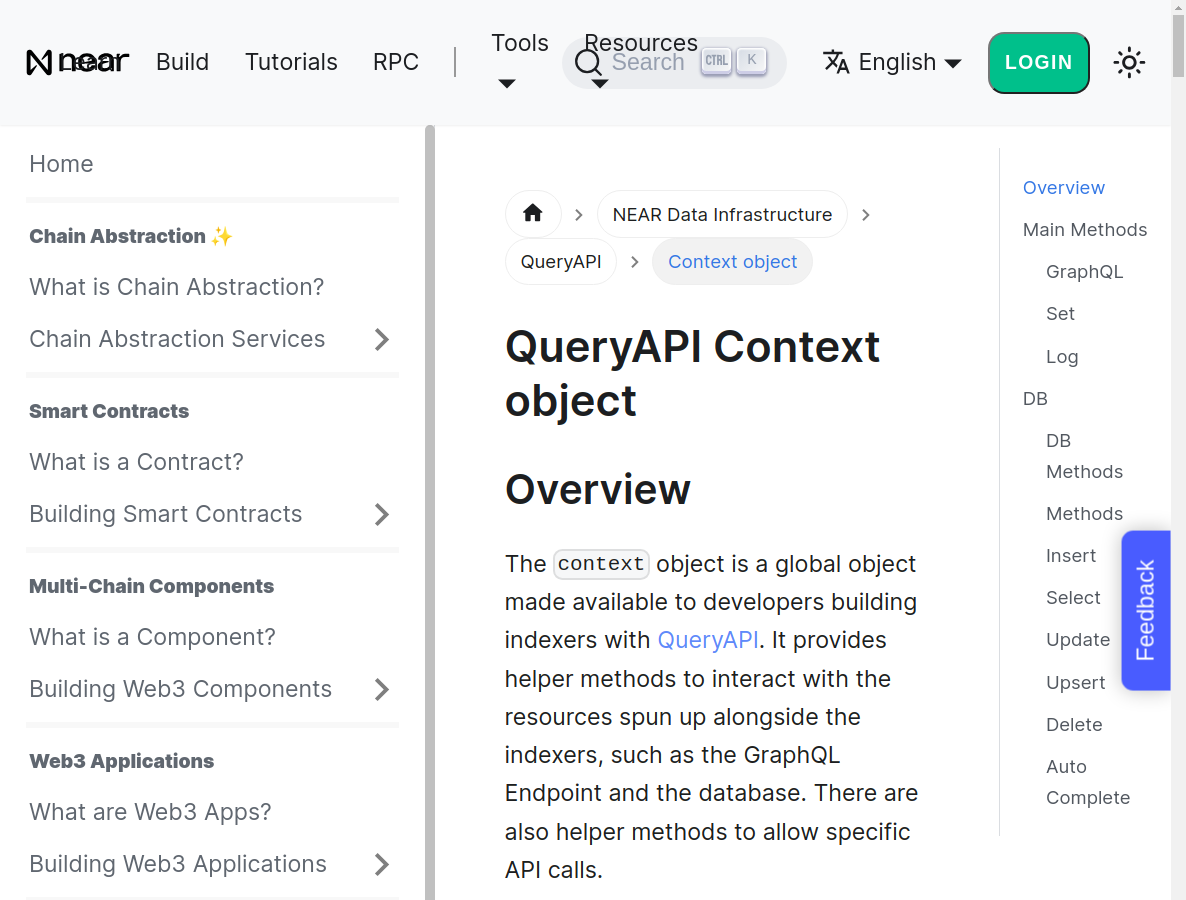 near
Learn
Build
Tutorials
RPC
Tools
Resources
Search
CTRL
K
English
LOGIN
Home
Chain Abstraction ✨
What is Chain Abstraction?
Chain Abstraction Services
Smart Contracts
What is a Contract?
Building Smart Contracts
Multi-Chain Components
What is a Component?
Building Web3 Components
Web3 Applications
What are Web3 Apps?
Building Web3 Applications
NEAR Data Infrastructure
QueryAPI
Context object
QueryAPI Context
object
Overview
The context object is a global object
made available to developers building
indexers with QueryAPI. It provides
helper methods to interact with the
resources spun up alongside the
indexers, such as the GraphQL
Endpoint and the database. There are
also helper methods to allow specific
API calls.
Overview
Main Methods
GraphQL
Set
Log
DB
DB
Methods
Methods
Insert
Select
Update
Upsert
Delete
Auto
Complete
Feedback